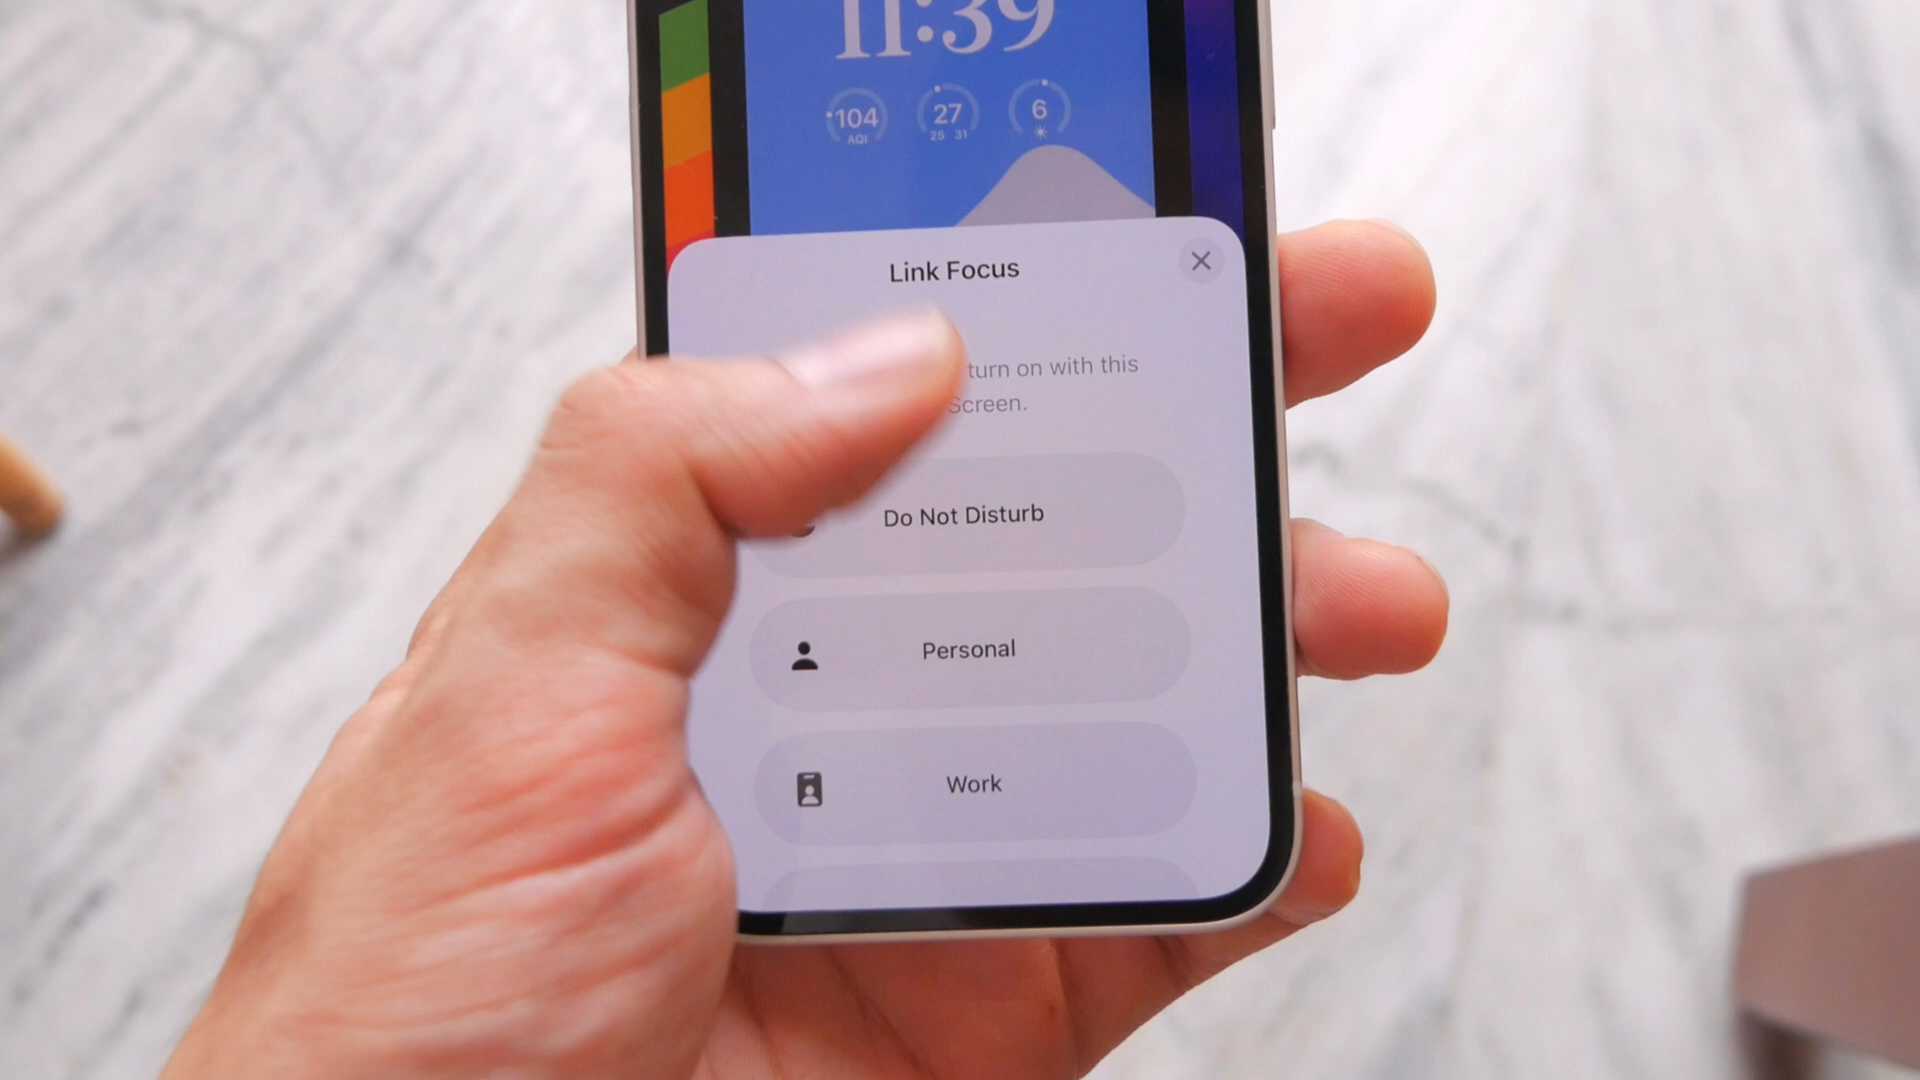 11:39
104 27 6
AQI 25 31
Link Focus
turn on with this
Screen.
Do Not Disturb
Personal
Work